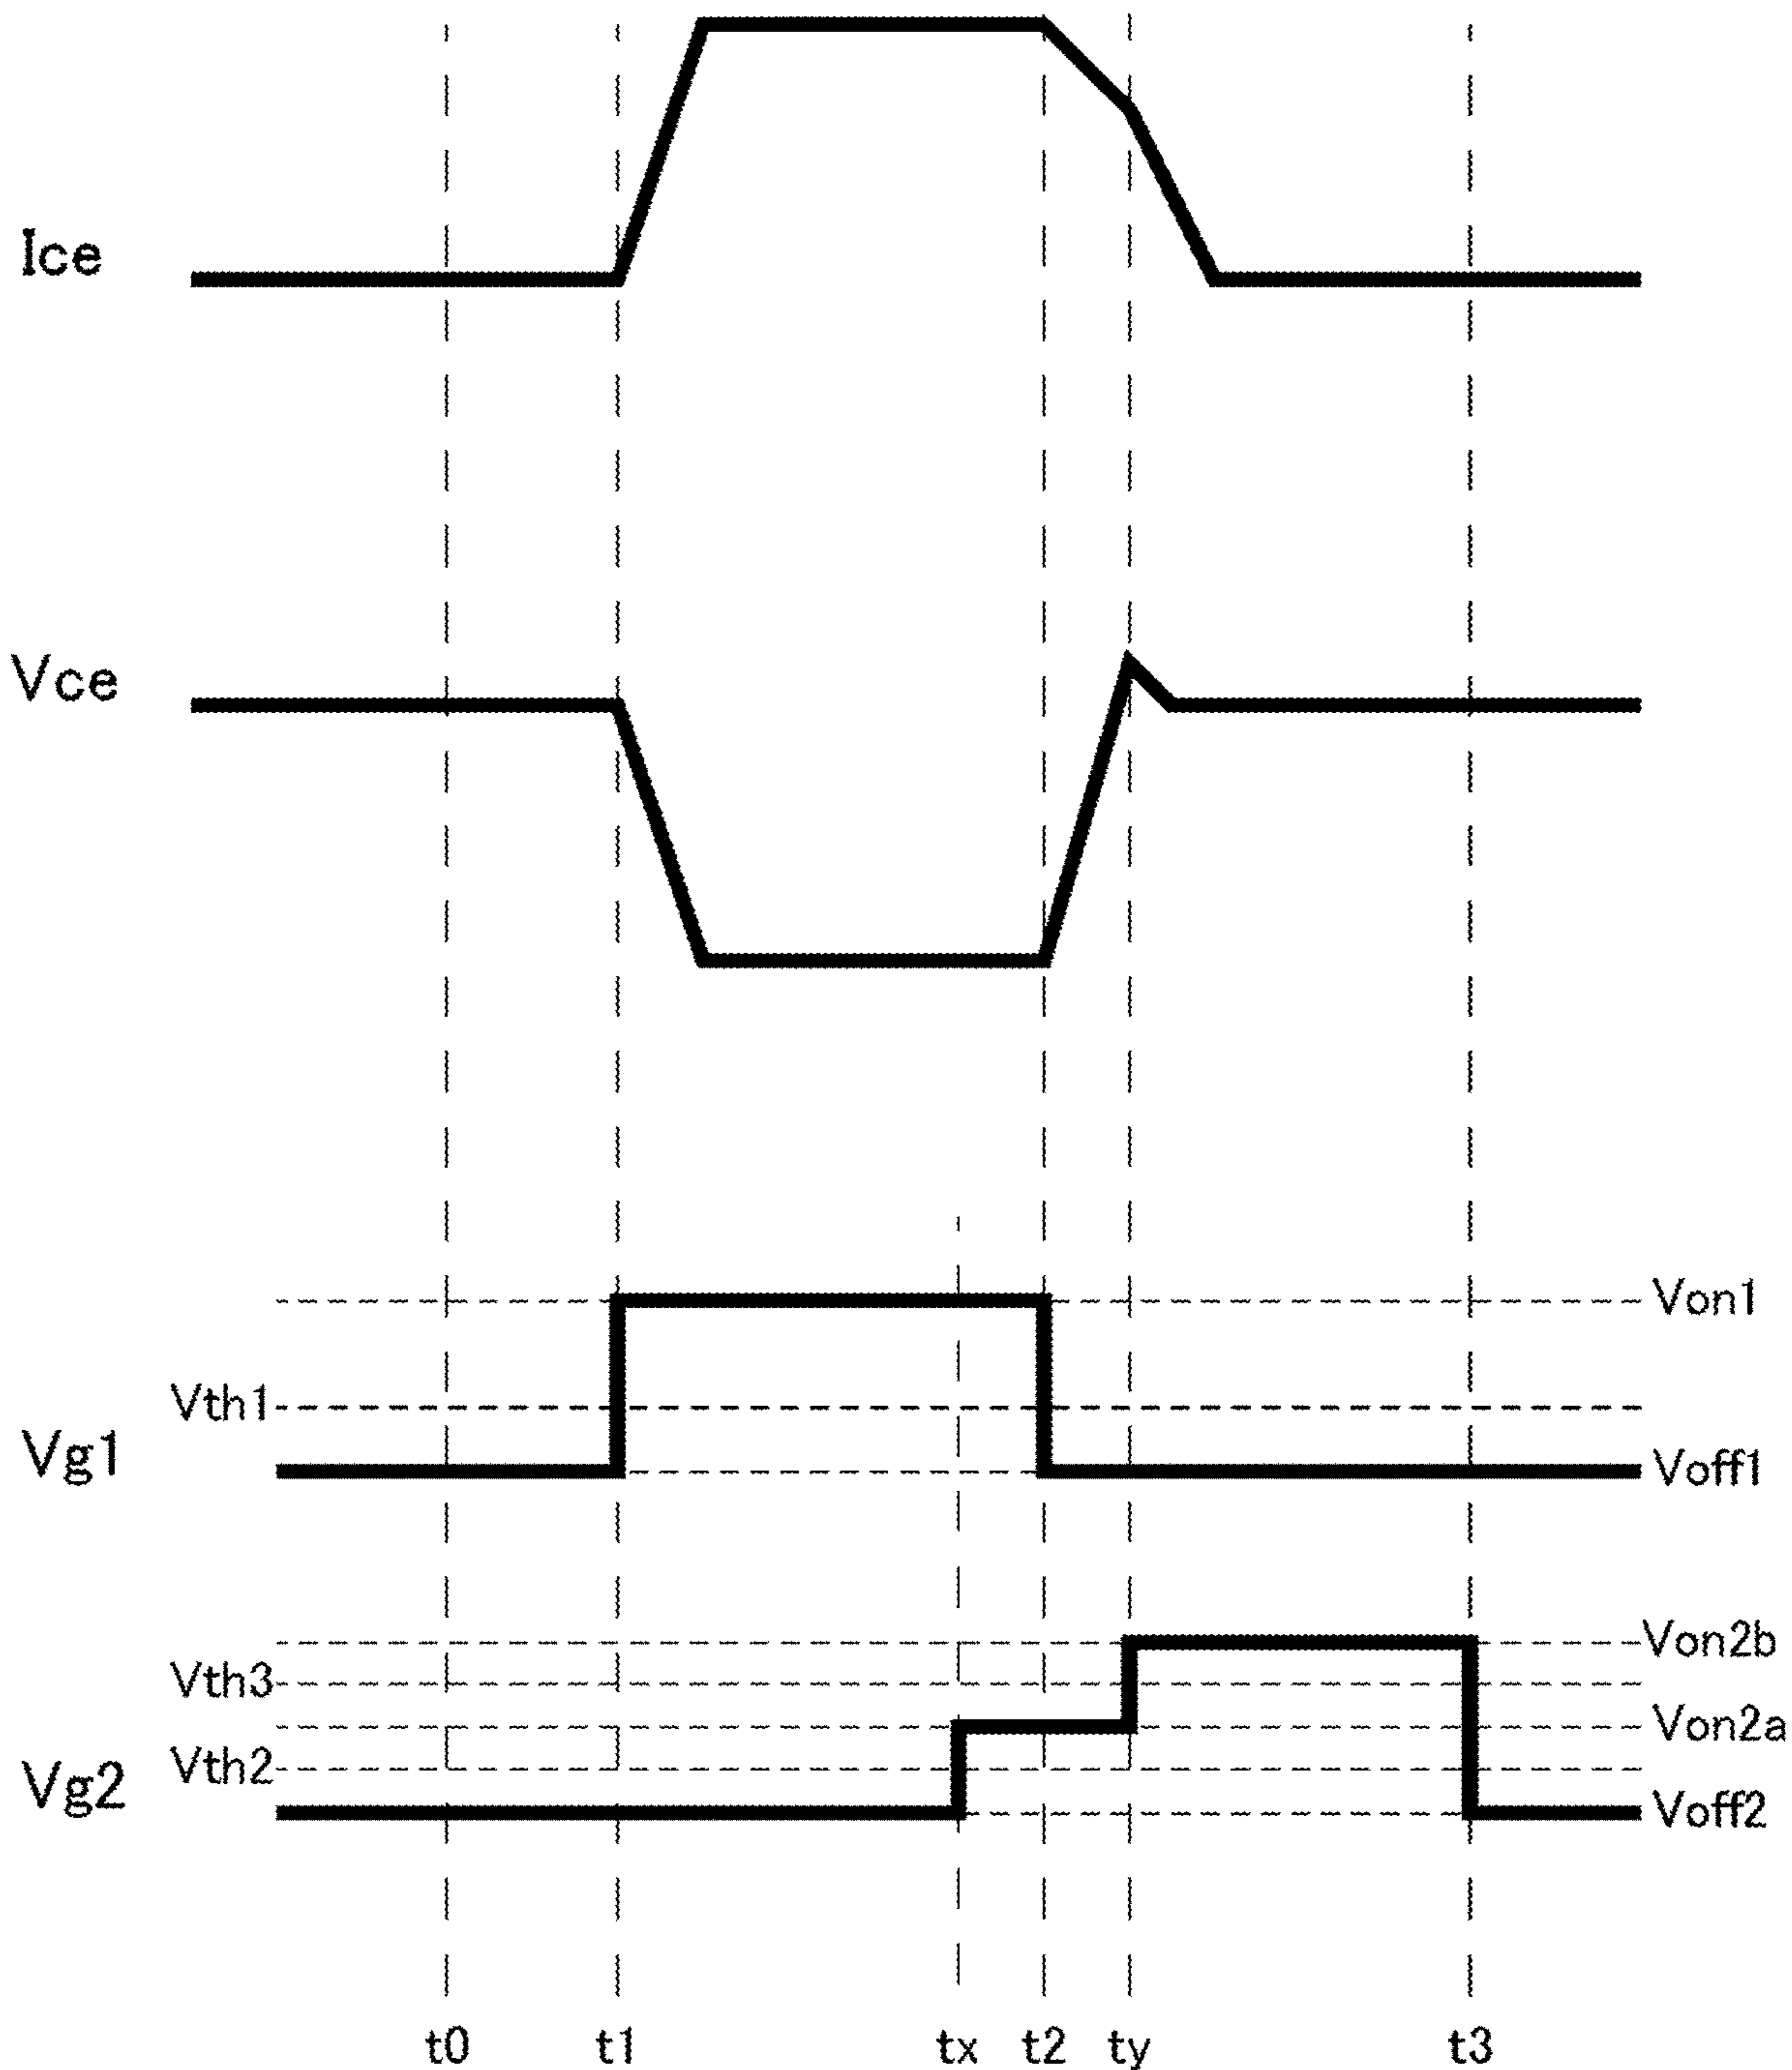 Ice
Vce
Von1
Vth1
Vg1
Voff1
Von2b
Vth3
Von2a
Vth2
Vg2
Voff2
t0 t1 tx t2 ty t3